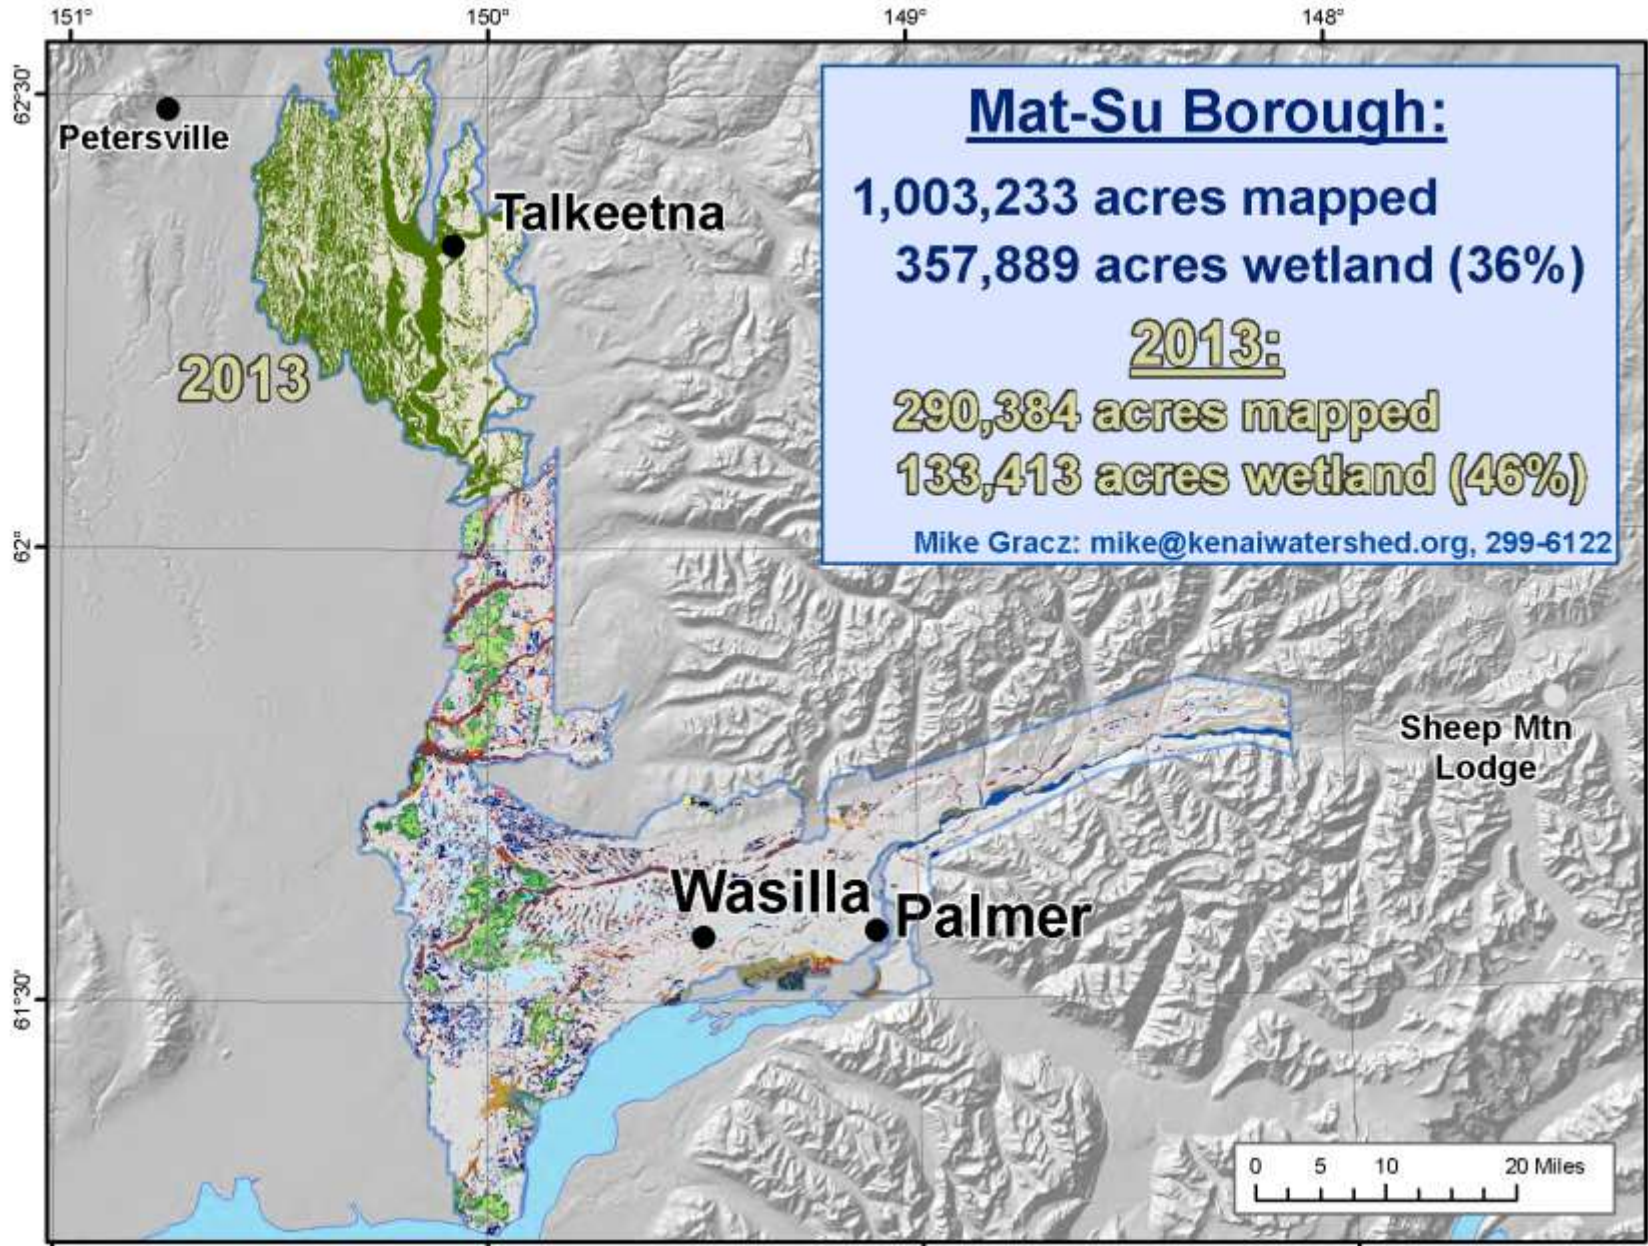 151°
150°
149°
148°
62°30'
Petersville
Mat-Su Borough:
1,003,233 acres mapped
357,889 acres wetland (36%)
Talkeetna
2013:
290,384 acres mapped
133,413 acres wetland (46%)
2013
Mike Gracz: mike@kenaiwatershed.org, 299-6122
62°
Sheep Mtn
Lodge
Wasilla
Palmer
61°30'
0 5 10 20 Miles